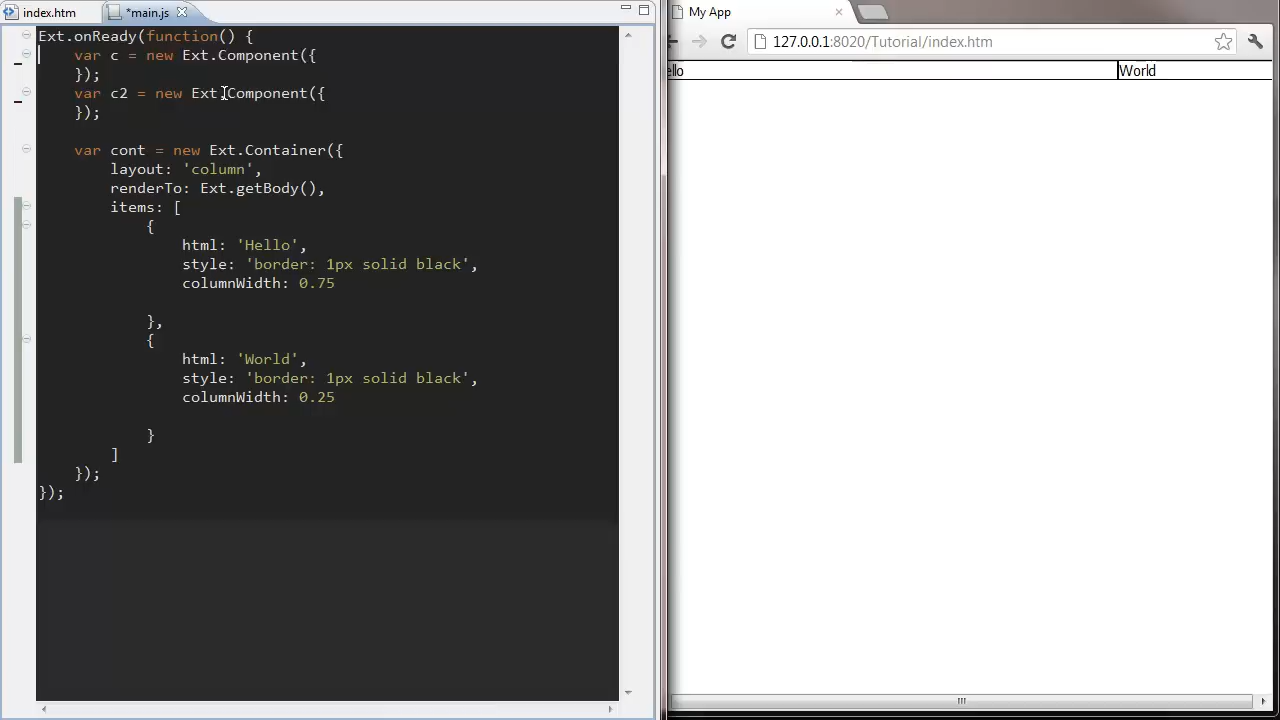 index.htm
*main.js
Ext.onReady(function() {
var c = new Ext.Component({
});
var c2 = new Ext.Component({
});
var cont = new Ext.Container({
layout: 'column',
renderTo: Ext.getBody(),
items: [
{
html: 'Hello',
style: 'border: 1px solid black',
columnWidth: 0.75
},
{
html: 'World',
style: 'border: 1px solid black',
columnWidth: 0.25
}
]
});
});
My App
127.0.0.1:8020/Tutorial/index.htm
ello World